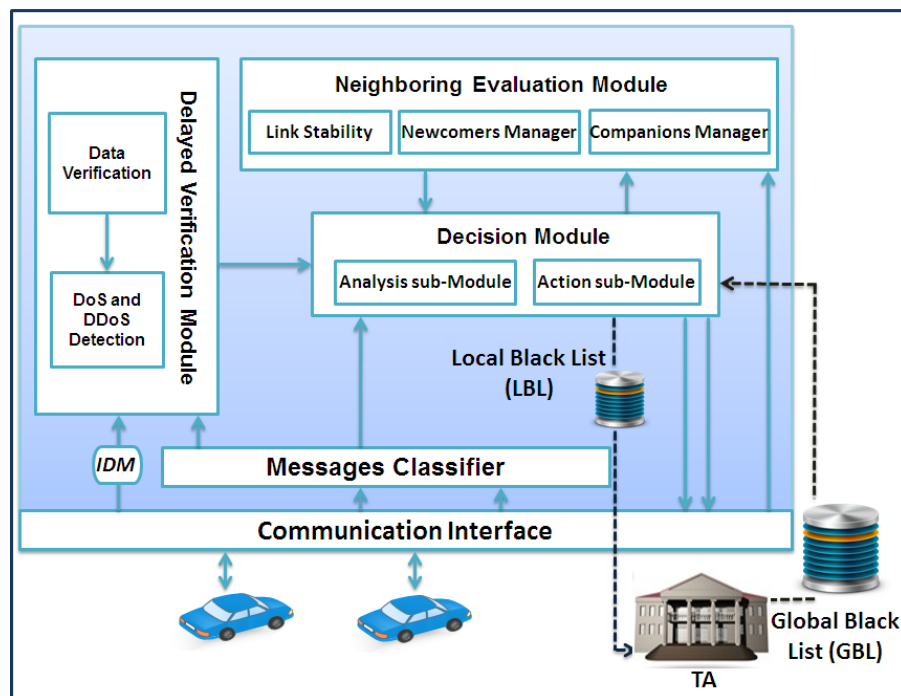 Neighboring Evaluation Module
Link Stability
Newcomers Manager
Companions Manager
Delayed Verification Module
Data
Verification
DoS and
DDoS
Detection
Decision Module
Analysis sub-Module
Action sub-Module
Local Black List
(LBL)
IDM
Messages Classifier
Communication Interface
Global Black
List (GBL)
TA